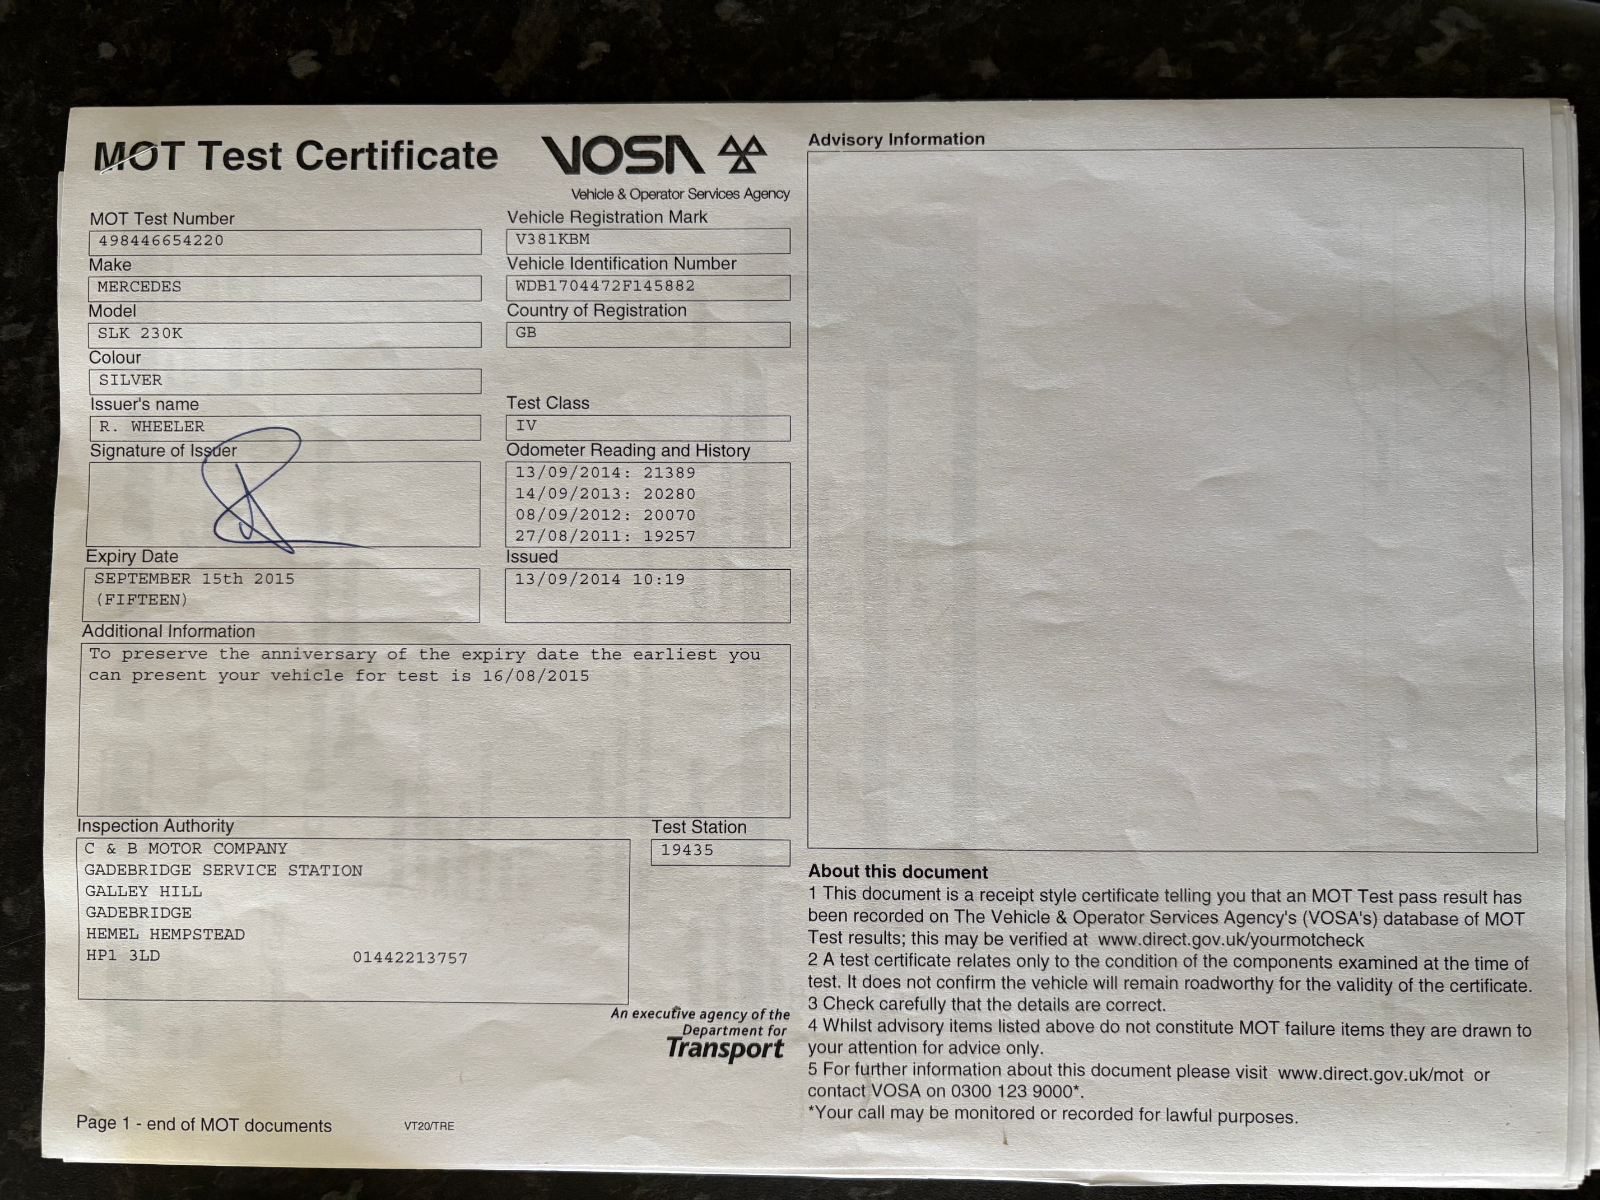 MOT Test Certificate
VOSA
Vehicle & Operator Services Agency
MOT Test Number
498446654220
Vehicle Registration Mark
V381KBM
Make
MERCEDES
Vehicle Identification Number
WDB1704472F145882
Model
SLK 230K
Country of Registration
GB
Colour
SILVER
Issuer's name
R. WHEELER
Test Class
IV
Signature of Issuer
Odometer Reading and History
13/09/2014: 21389
14/09/2013: 20280
08/09/2012: 20070
27/08/2011: 19257
Expiry Date
SEPTEMBER 15th 2015
(FIFTEEN)
Issued
13/09/2014 10:19
Additional Information
To preserve the anniversary of the expiry date the earliest you
can present your vehicle for test is 16/08/2015
Inspection Authority
C & B MOTOR COMPANY
GADEBRIDGE SERVICE STATION
GALLEY HILL
GADEBRIDGE
HEMEL HEMPSTEAD
HP1 3LD 01442213757
Test Station
19435
An executive agency of the
Department for
Transport
Page 1 - end of MOT documents
VT20/TRE
Advisory Information
About this document
1 This document is a receipt style certificate telling you that an MOT Test pass result has
been recorded on The Vehicle & Operator Services Agency's (VOSA's) database of MOT
Test results; this may be verified at www.direct.gov.uk/yourmotcheck
2 A test certificate relates only to the condition of the components examined at the time of
test. It does not confirm the vehicle will remain roadworthy for the validity of the certificate.
3 Check carefully that the details are correct.
4 Whilst advisory items listed above do not constitute MOT failure items they are drawn to
your attention for advice only.
5 For further information about this document please visit www.direct.gov.uk/mot or
contact VOSA on 0300 123 9000*.
*Your call may be monitored or recorded for lawful purposes.